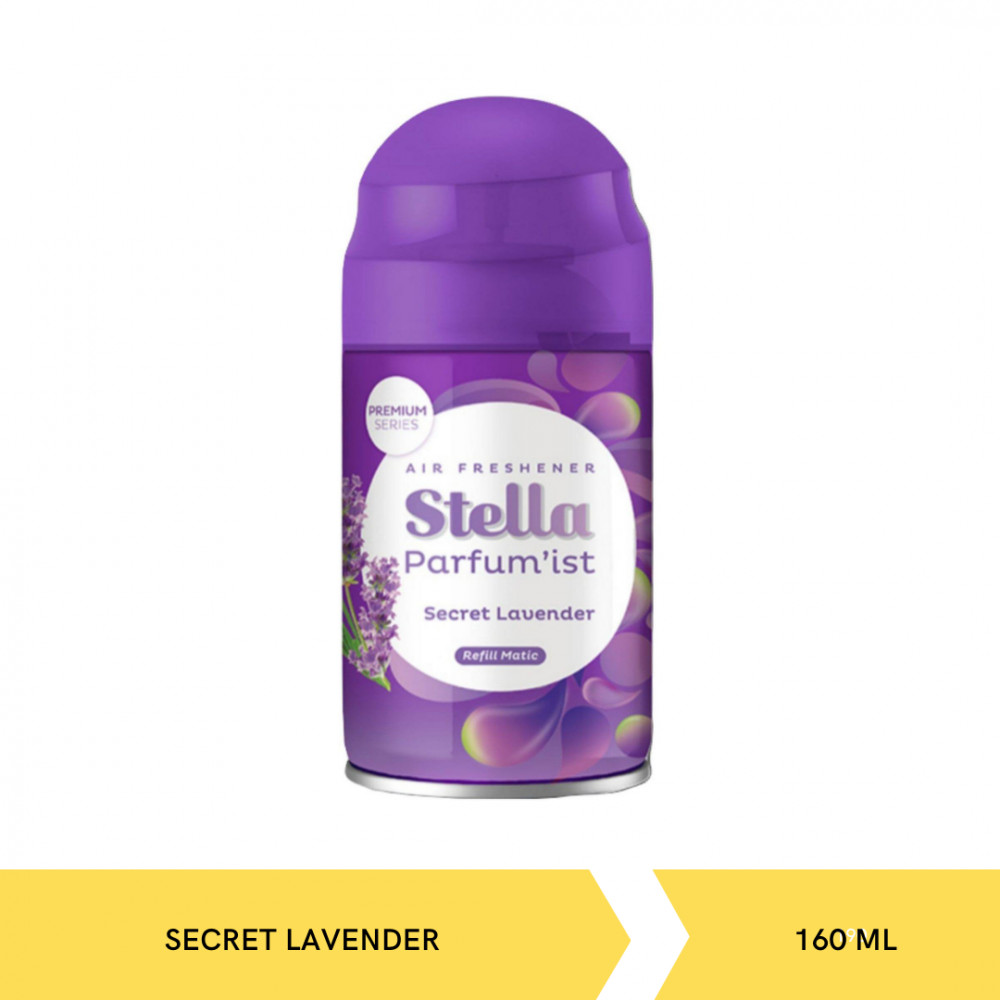 PREMIUM
SERIES
AIR FRESHENER
Stella
Parfum'ist
Secret Lavender
Refill Matic
SECRET LAVENDER
160 ML